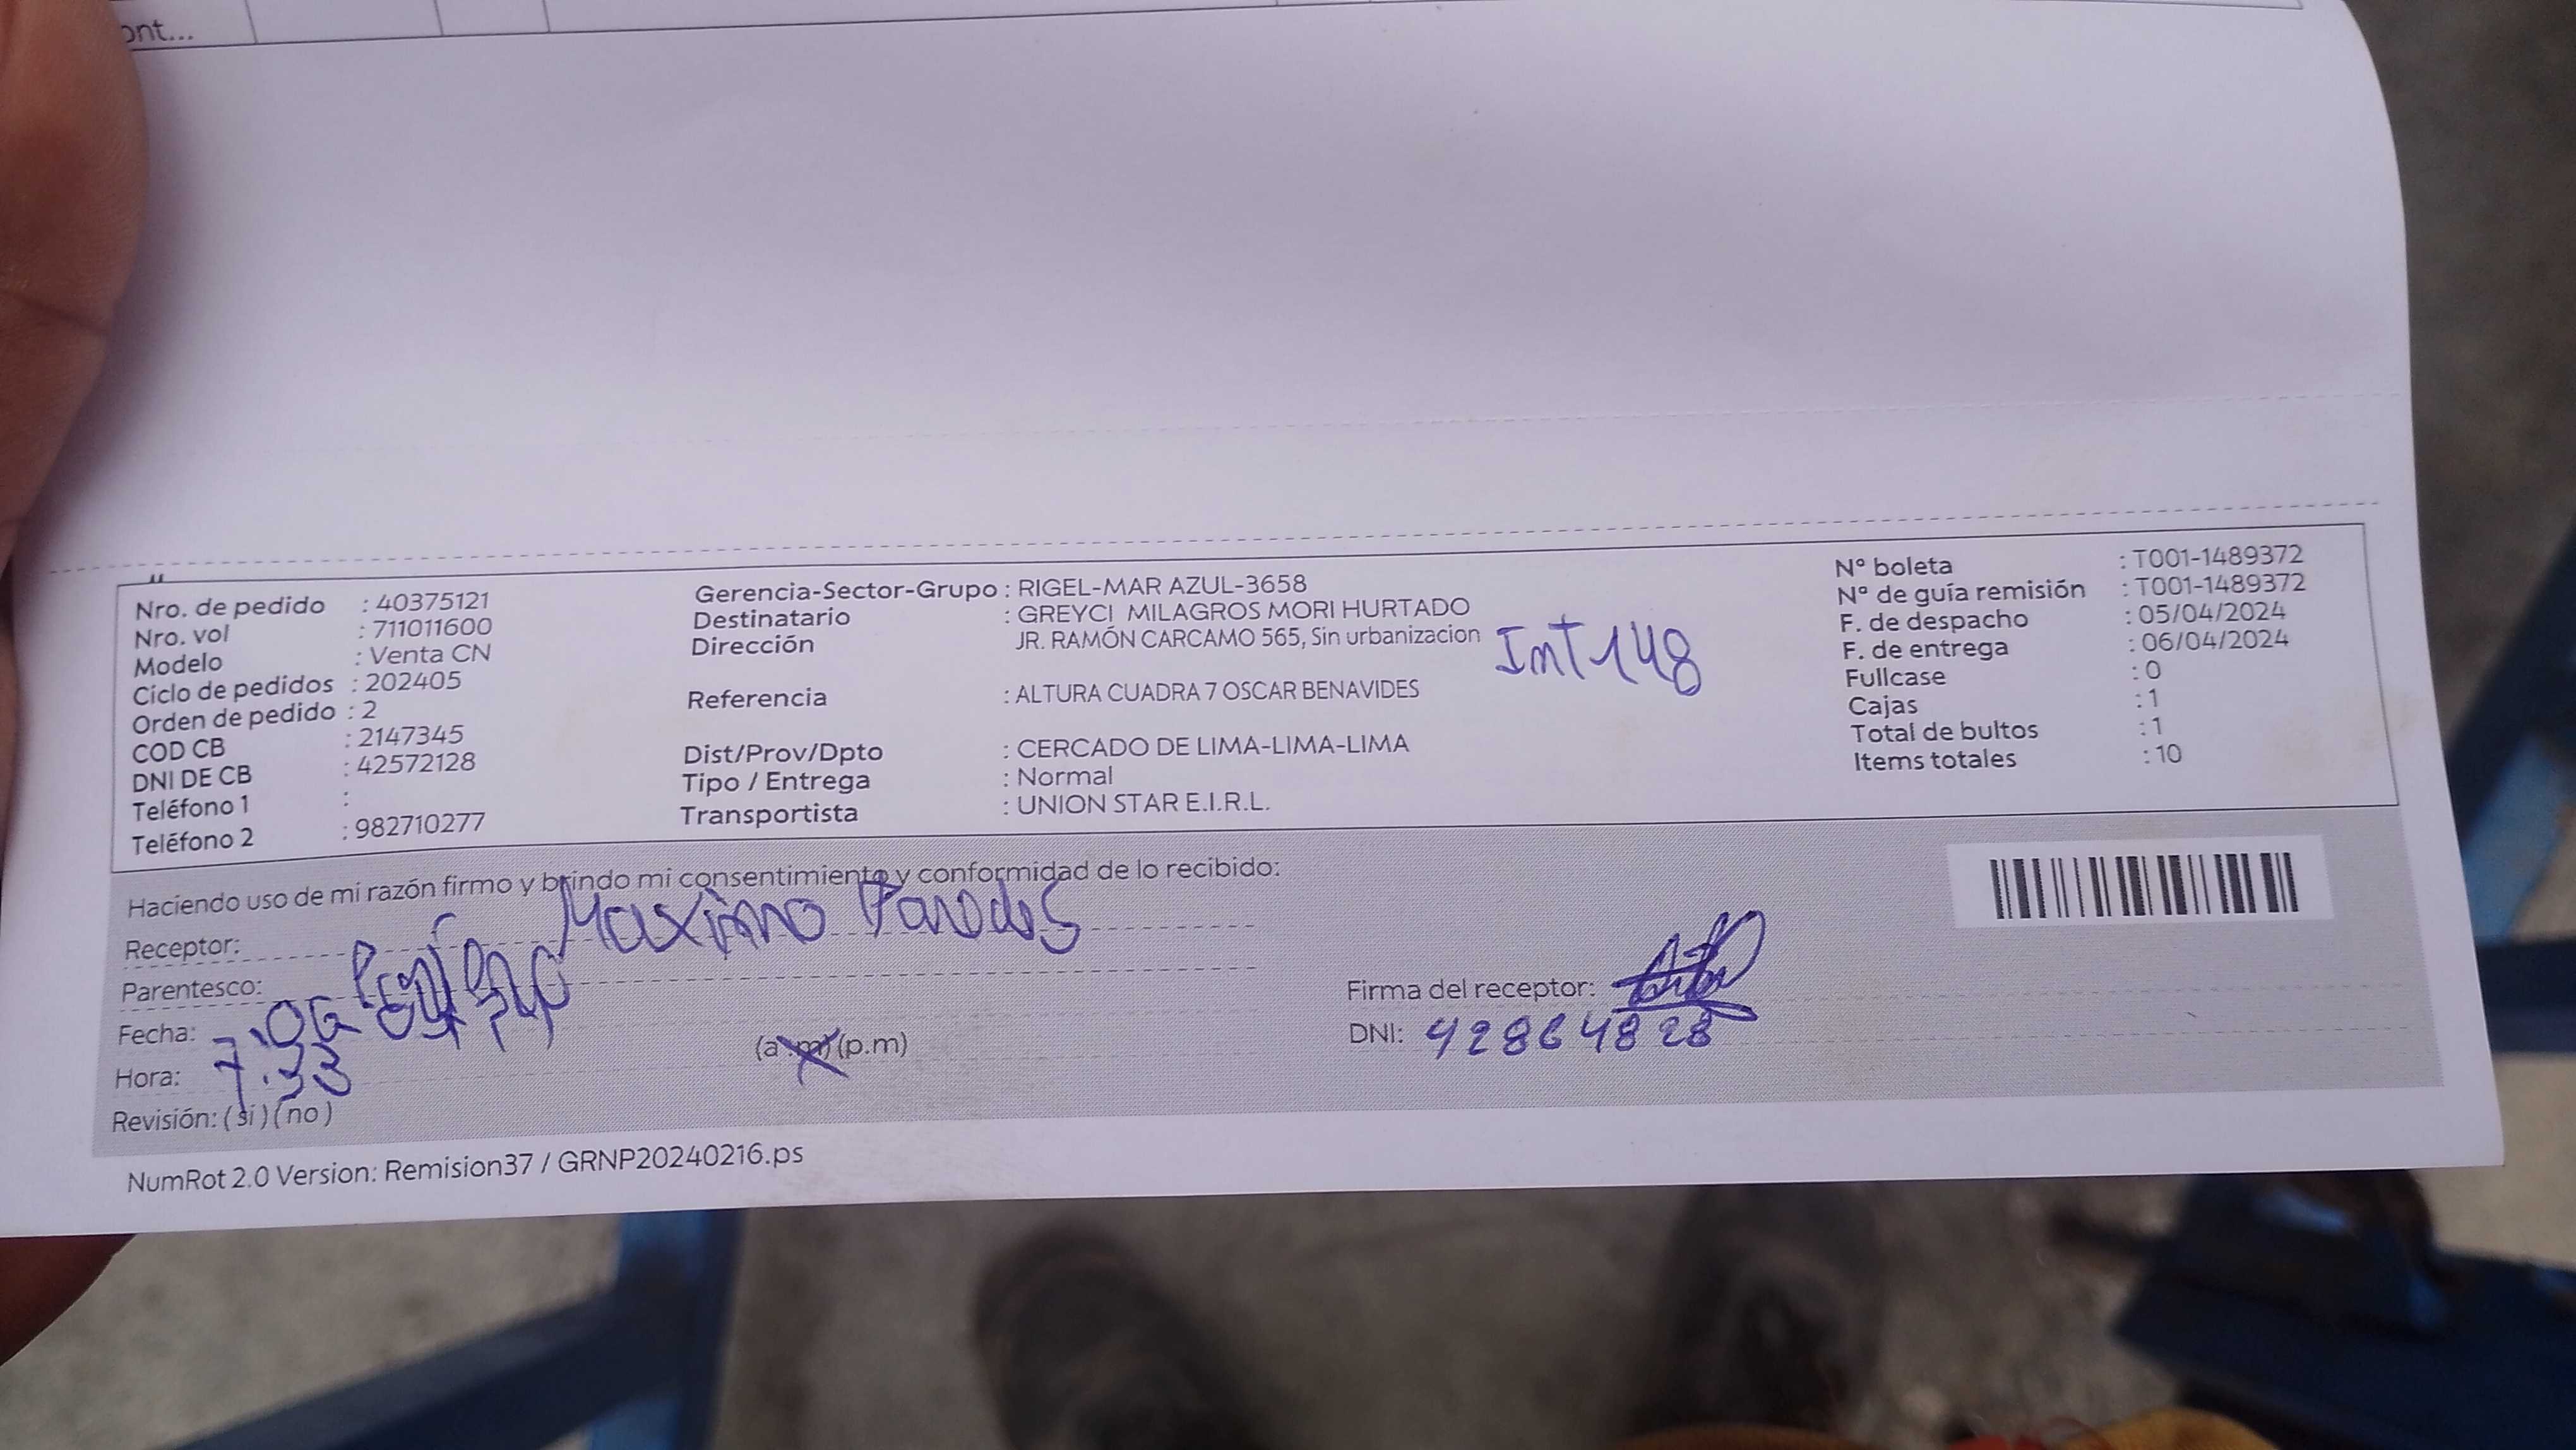 ont...
Nro. de pedido : 40375121
Nro. vol : 711011600
Modelo : Venta CN
Ciclo de pedidos : 202405
Orden de pedido : 2
COD CB : 2147345
DNI DE CB : 42572128
Teléfono 1 :
Teléfono 2 : 982710277
Gerencia-Sector-Grupo : RIGEL-MAR AZUL-3658
Destinatario : GREYCI MILAGROS MORI HURTADO
Dirección JR. RAMÓN CARCAMO 565, Sin urbanizacion InT 148
Referencia : ALTURA CUADRA 7 OSCAR BENAVIDES
Dist/Prov/Dpto : CERCADO DE LIMA-LIMA-LIMA
Tipo / Entrega : Normal
Transportista : UNION STAR E.I.R.L.
N° boleta : T001-1489372
N° de guía remisión : T001-1489372
F. de despacho : 05/04/2024
F. de entrega : 06/04/2024
Fullcase : 0
Cajas : 1
Total de bultos : 1
Items totales : 10
Haciendo uso de mi razón firmo y brindo mi consentimiento y conformidad de lo recibido:
Receptor: Maximo Paredes
Parentesco:
Fecha:
Hora: 7:33 (a.m) (p.m)
Revisión: ( si ) ( no )
Firma del receptor:
DNI: 42864828
NumRot 2.0 Version: Remision37 / GRNP20240216.ps